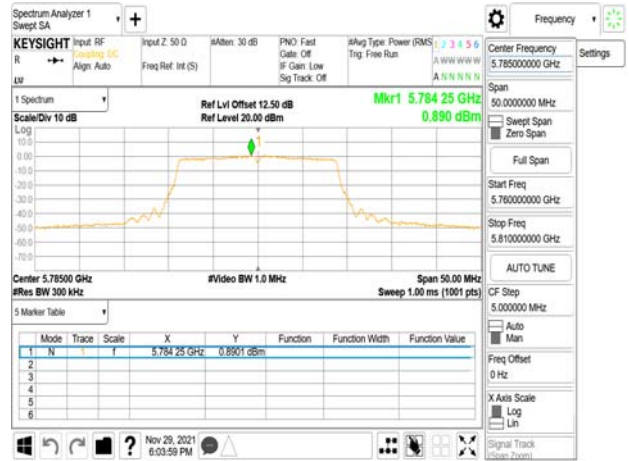 Spectrum Analyzer 1
Swept SA
+
KEYSIGHT
R
Input: RF
Coupling: DC
Align: Auto
Input Z: 50 Ω
Freq Ref: Int (S)
#Atten: 30 dB
PNO: Fast
Gate: Off
IF Gain: Low
Sig Track: Off
#Avg Type: Power (RMS
Trig: Free Run
1 2 3 4 5 6
A WW WW W
A N N N N N
1 Spectrum
Scale/Div 10 dB
Ref Lvl Offset 12.50 dB
Ref Level 20.00 dBm
Mkr1 5.784 25 GHz
0.890 dBm
Log
1
10.0
0.00
-10.0
-20.0
-30.0
-40.0
-50.0
-60.0
-70.0
Center 5.78500 GHz
#Res BW 300 kHz
#Video BW 1.0 MHz
Span 50.00 MHz
Sweep 1.00 ms (1001 pts)
5 Marker Table
Mode Trace Scale X Y Function Function Width Function Value
1 N 1 f 5.784 25 GHz 0.8901 dBm
2
3
4
5
6
?
Nov 29, 2021
6:03:59 PM
Frequency
Settings
Center Frequency
5.785000000 GHz
Span
50.0000000 MHz
Swept Span
Zero Span
Full Span
Start Freq
5.760000000 GHz
Stop Freq
5.810000000 GHz
AUTO TUNE
CF Step
5.000000 MHz
Auto
Man
Freq Offset
0 Hz
X Axis Scale
Log
Lin
Signal Track
(Span Zoom)